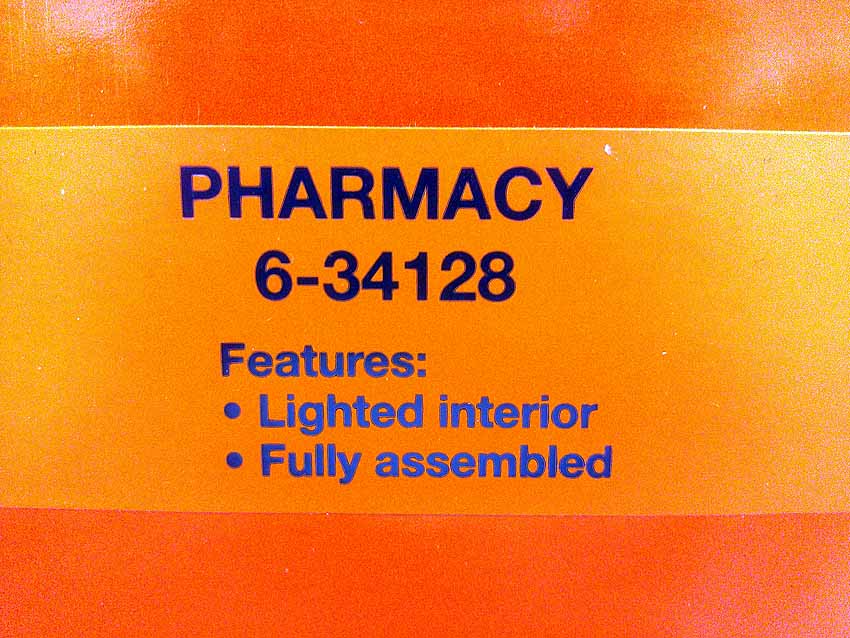 PHARMACY
6-34128
Features:
• Lighted interior
• Fully assembled